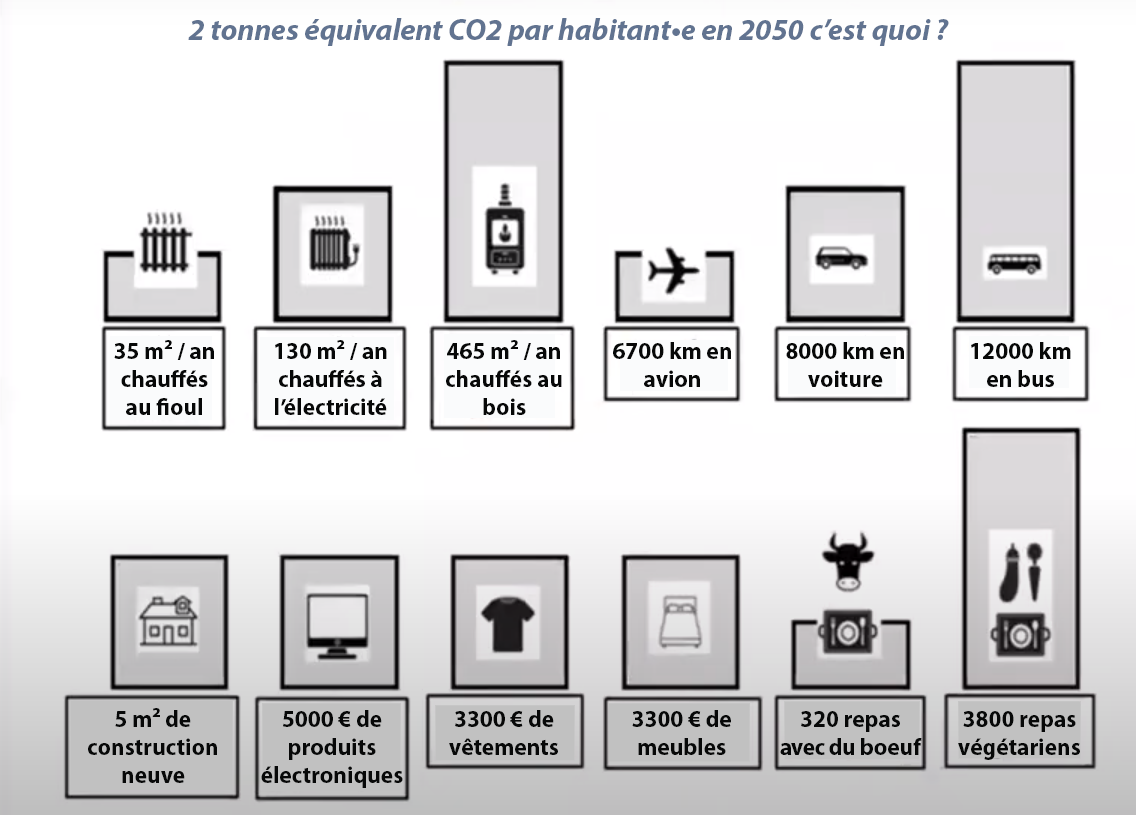 2 tonnes équivalent CO2 par habitant•e en 2050 c’est quoi ?
35 m² / an
chauffés
au fioul
130 m² / an
chauffés à
l’électricité
465 m² / an
chauffés au
bois
6700 km en
avion
8000 km en
voiture
12000 km
en bus
5 m² de
construction
neuve
5000 € de
produits
électroniques
3300 € de
vêtements
3300 € de
meubles
320 repas
avec du boeuf
3800 repas
végétariens